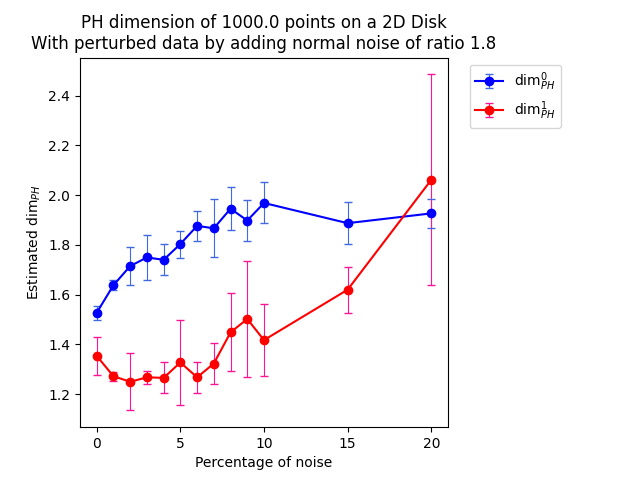 PH dimension of 1000.0 points on a 2D Disk
With perturbed data by adding normal noise of ratio 1.8
dim⁰PH
dim¹PH
Estimated dimPH
2.4
2.2
2.0
1.8
1.6
1.4
1.2
0 5 10 15 20
Percentage of noise